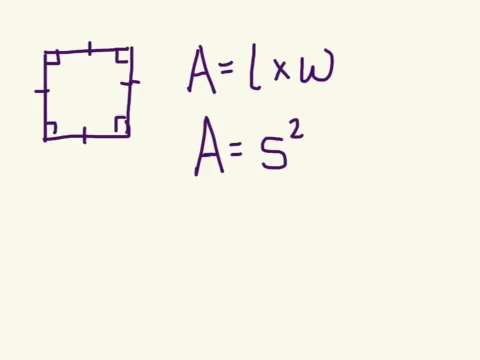 A = l × w
A = s²